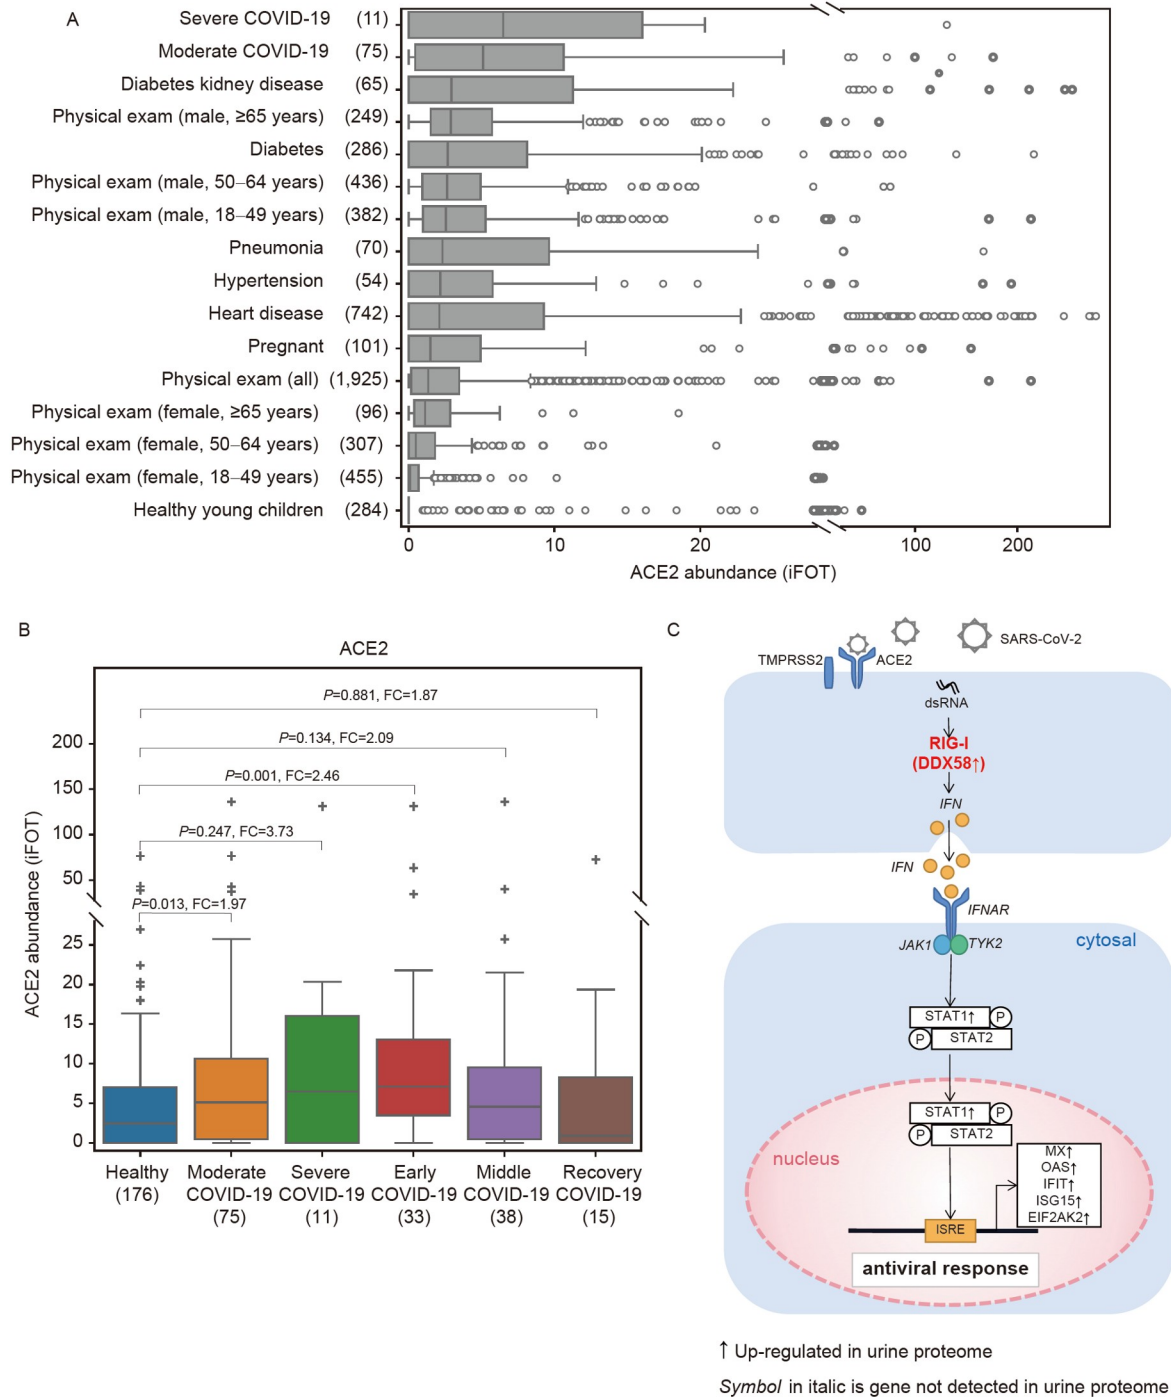 A
Severe COVID-19 (11)
Moderate COVID-19 (75)
Diabetes kidney disease (65)
Physical exam (male, ≥65 years) (249)
Diabetes (286)
Physical exam (male, 50–64 years) (436)
Physical exam (male, 18–49 years) (382)
Pneumonia (70)
Hypertension (54)
Heart disease (742)
Pregnant (101)
Physical exam (all) (1,925)
Physical exam (female, ≥65 years) (96)
Physical exam (female, 50–64 years) (307)
Physical exam (female, 18–49 years) (455)
Healthy young children (284)
0 10 20 100 200
ACE2 abundance (iFOT)
B
ACE2
P=0.881, FC=1.87
P=0.134, FC=2.09
P=0.001, FC=2.46
P=0.247, FC=3.73
P=0.013, FC=1.97
ACE2 abundance (iFOT)
200
150
100
50
25
20
15
10
5
0
Healthy (176)
Moderate COVID-19 (75)
Severe COVID-19 (11)
Early COVID-19 (33)
Middle COVID-19 (38)
Recovery COVID-19 (15)
C
SARS-CoV-2
TMPRSS2
ACE2
dsRNA
RIG-I
(DDX58↑)
IFN
IFN
IFNAR
JAK1
TYK2
cytosal
STAT1↑ P
P STAT2
STAT1↑ P
P STAT2
nucleus
MX↑
OAS↑
IFIT↑
ISG15↑
EIF2AK2↑
ISRE
antiviral response
↑ Up-regulated in urine proteome
Symbol in italic is gene not detected in urine proteome